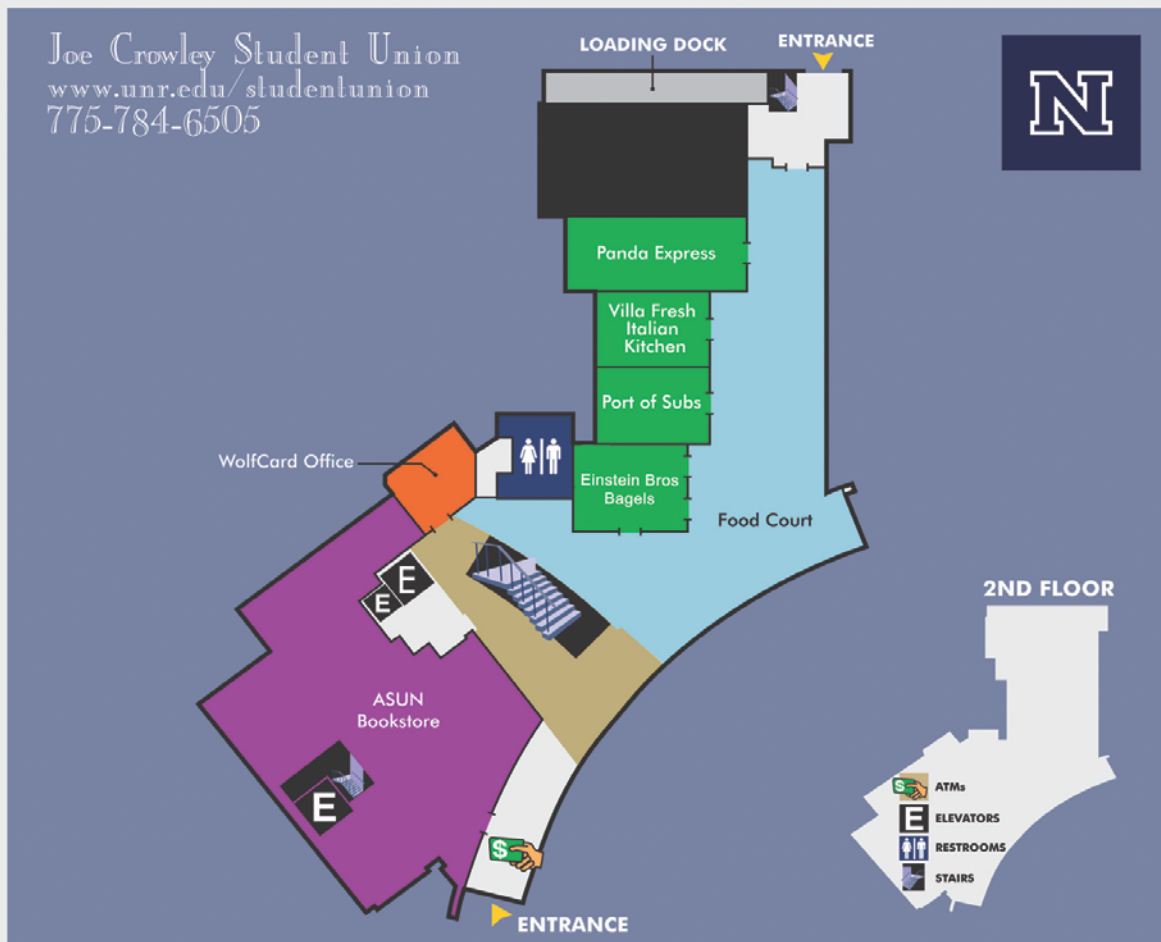 Joe Crowley Student Union
www.unr.edu/studentunion
775-784-6505
LOADING DOCK
ENTRANCE
N
Panda Express
Villa Fresh
Italian
Kitchen
Port of Subs
WolfCard Office
Einstein Bros
Bagels
Food Court
E
E
2ND FLOOR
ASUN
Bookstore
E
$
ATMs
E
ELEVATORS
RESTROOMS
STAIRS
$
ENTRANCE